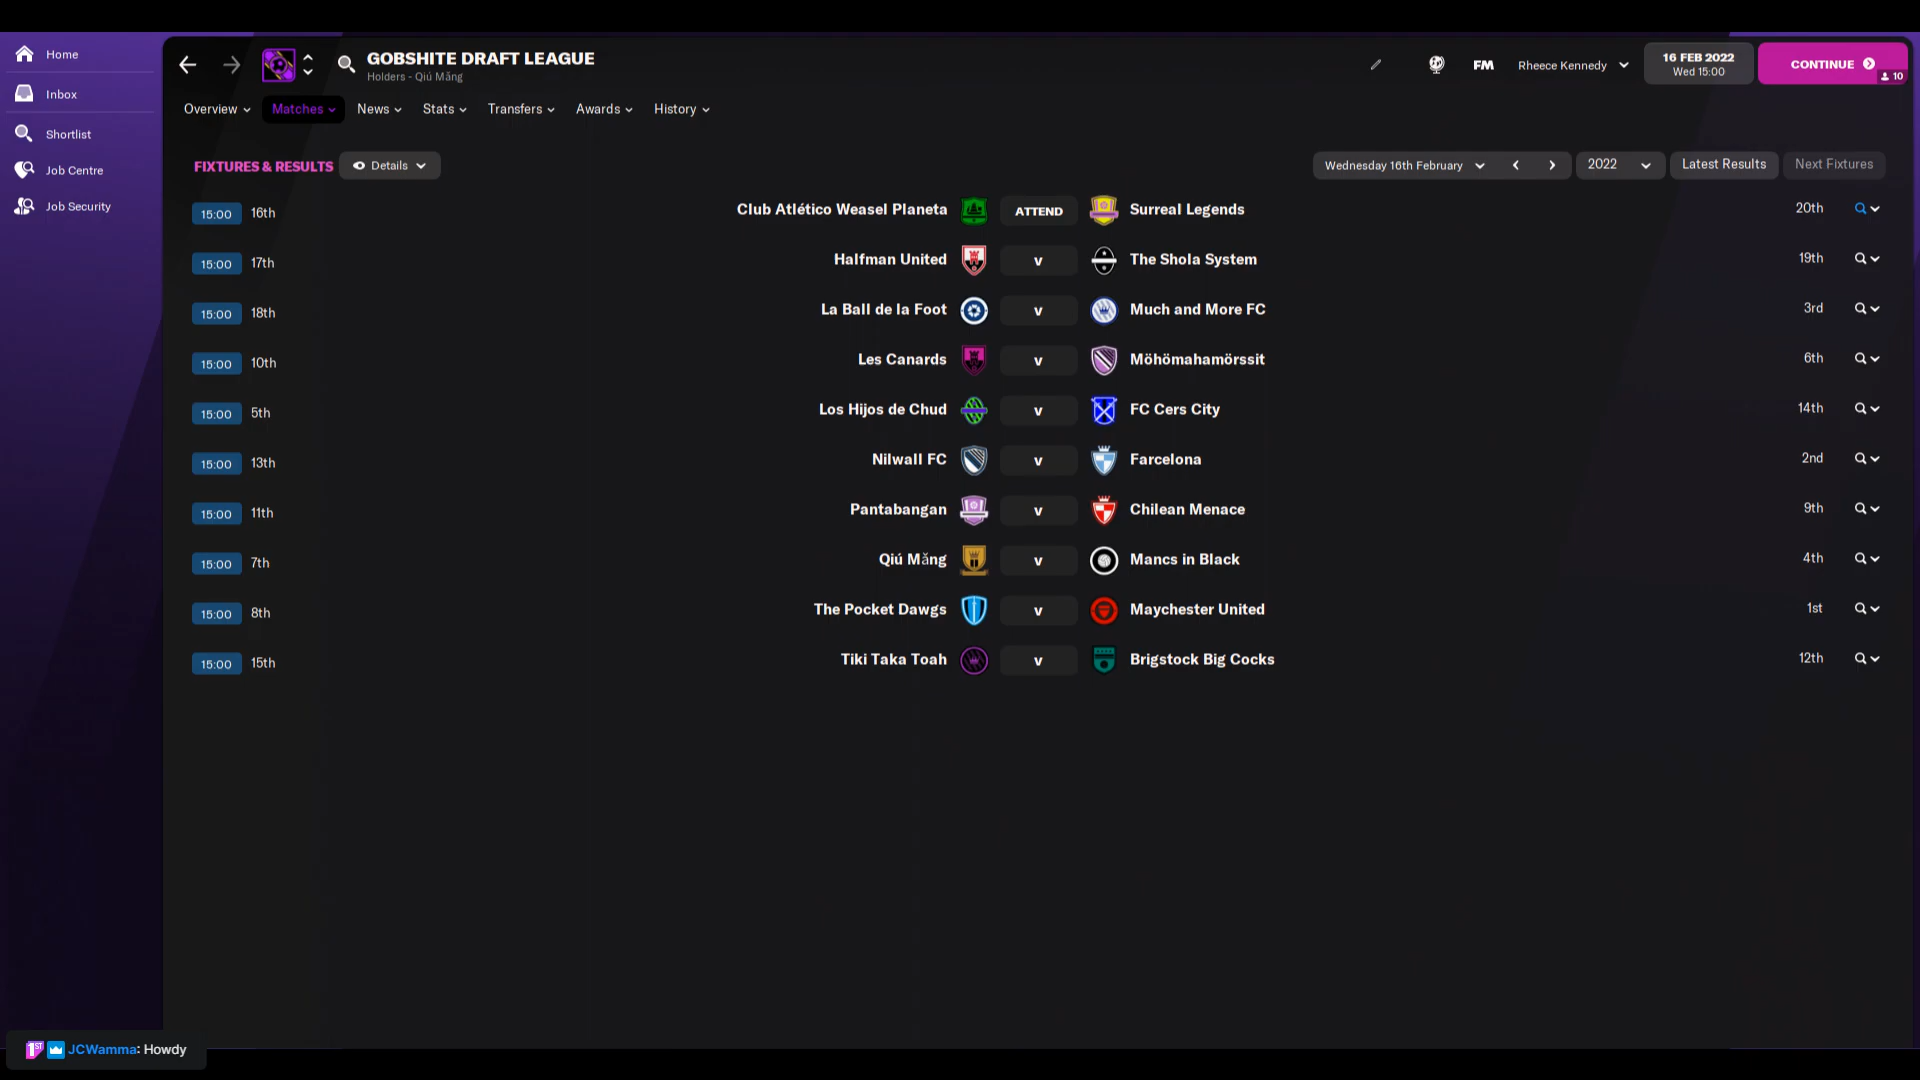 Home
Inbox
Shortlist
Job Centre
Job Security
GOBSHITE DRAFT LEAGUE
Holders - Qiú Mǎng
FM
Rheece Kennedy
16 FEB 2022
Wed 15:00
CONTINUE
10
Overview Matches News Stats Transfers Awards History
FIXTURES & RESULTS Details Wednesday 16th February 2022 Latest Results Next Fixtures
15:00 16th Club Atlético Weasel Planeta ATTEND Surreal Legends 20th
15:00 17th Halfman United v The Shola System 19th
15:00 18th La Ball de la Foot v Much and More FC 3rd
15:00 10th Les Canards v Möhömahamörssit 6th
15:00 5th Los Hijos de Chud v FC Cers City 14th
15:00 13th Nilwall FC v Farcelona 2nd
15:00 11th Pantabangan v Chilean Menace 9th
15:00 7th Qiú Mǎng v Mancs in Black 4th
15:00 8th The Pocket Dawgs v Maychester United 1st
15:00 15th Tiki Taka Toah v Brigstock Big Cocks 12th
1ST JCWamma: Howdy